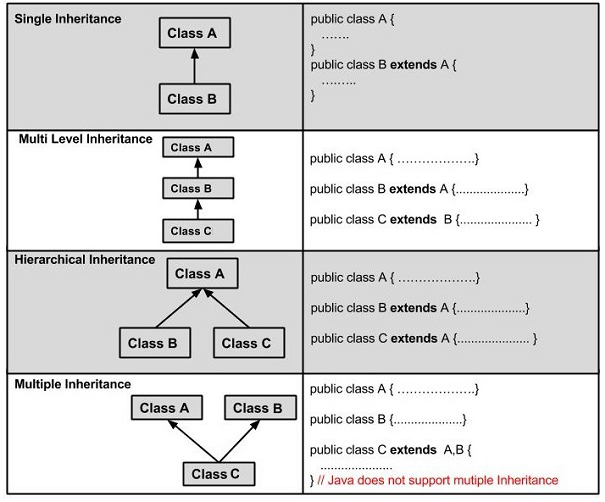 Single Inheritance
Class A
Class B
public class A {
.......
}
public class B extends A {
.........
}
Multi Level Inheritance
Class A
Class B
Class C
public class A { ...................}
public class B extends A {....................}
public class C extends B {..................... }
Hierarchical Inheritance
Class A
Class B
Class C
public class A { ...................}
public class B extends A {....................}
public class C extends A {..................... }
Multiple Inheritance
Class A
Class B
Class C
public class A { ...................}
public class B {....................}
public class C extends A,B {
.....................
} // Java does not support mutiple Inheritance